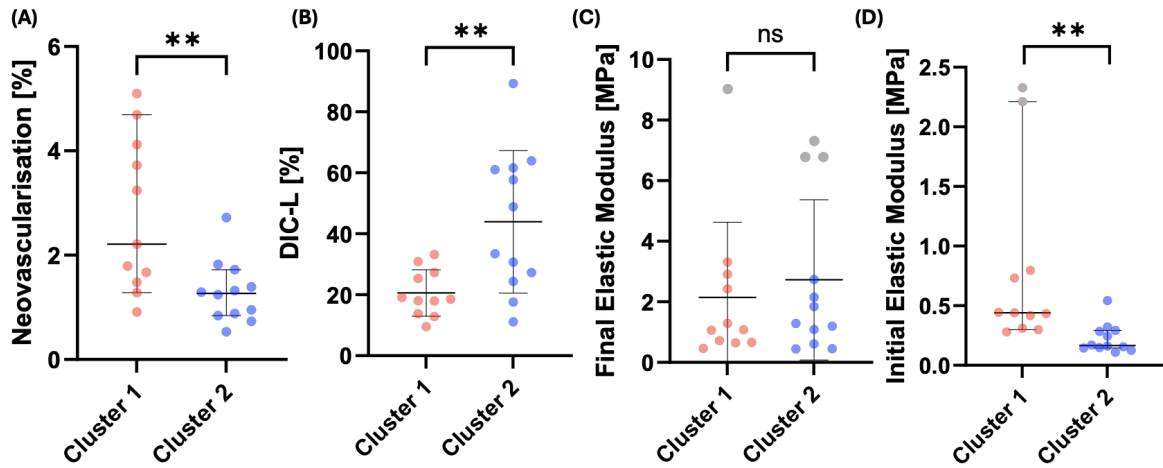 (A)
**
Neovascularisation [%]
6
4
2
0
Cluster 1
Cluster 2
(B)
**
DIC-L [%]
100
80
60
40
20
0
Cluster 1
Cluster 2
(C)
ns
Final Elastic Modulus [MPa]
10
8
6
4
2
0
Cluster 1
Cluster 2
(D)
**
Initial Elastic Modulus [MPa]
2.5
2.0
1.5
1.0
0.5
0.0
Cluster 1
Cluster 2